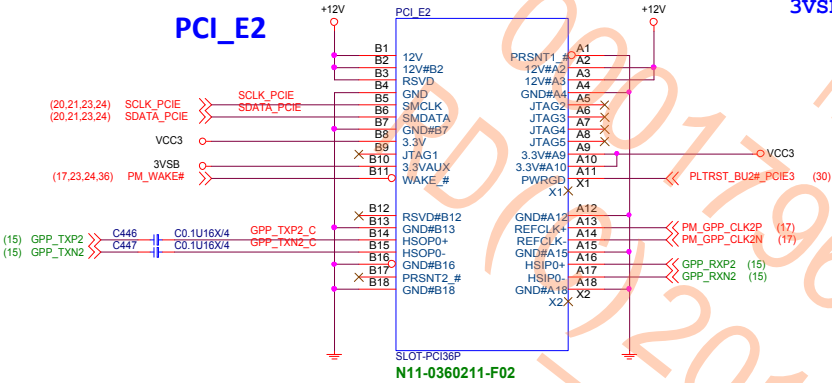 +12V
PCI_E2
+12V
3VS
PCI_E2
B1 12V PRSNT1_# A1
B2 12V#B2 12V#A2 A2
B3 RSVD 12V#A3 A3
B4 GND GND#A4 A4
SCLK_PCIE
(20,21,23,24) SCLK_PCIE B5 SMCLK JTAG2 A5
SDATA_PCIE
(20,21,23,24) SDATA_PCIE B6 SMDATA JTAG3 A6
B7 GND#B7 JTAG4 A7
VCC3 B8 3.3V JTAG5 A8
B9 JTAG1 3.3V#A9 A9 VCC3
3VSB B10 3.3VAUX 3.3V#A10 A10
(17,23,24,36) PM_WAKE# B11 WAKE_# PWRGD A11 PLTRST_BU2#_PCIE3 (30)
X1 X1
B12 RSVD#B12 GND#A12 A12
B13 GND#B13 REFCLK+ A13 PM_GPP_CLK2P (17)
(15) GPP_TXP2 C446 C0.1U16X/4 GPP_TXP2_C B14 HSOP0+ REFCLK- A14 PM_GPP_CLK2N (17)
(15) GPP_TXN2 C447 C0.1U16X/4 GPP_TXN2_C B15 HSOP0- GND#A15 A15
B16 GND#B16 HSIP0+ A16 GPP_RXP2 (15)
B17 PRSNT2_# HSIP0- A17 GPP_RXN2 (15)
B18 GND#B18 GND#A18 A18
X2 X2
SLOT-PCI36P
N11-0360211-F02